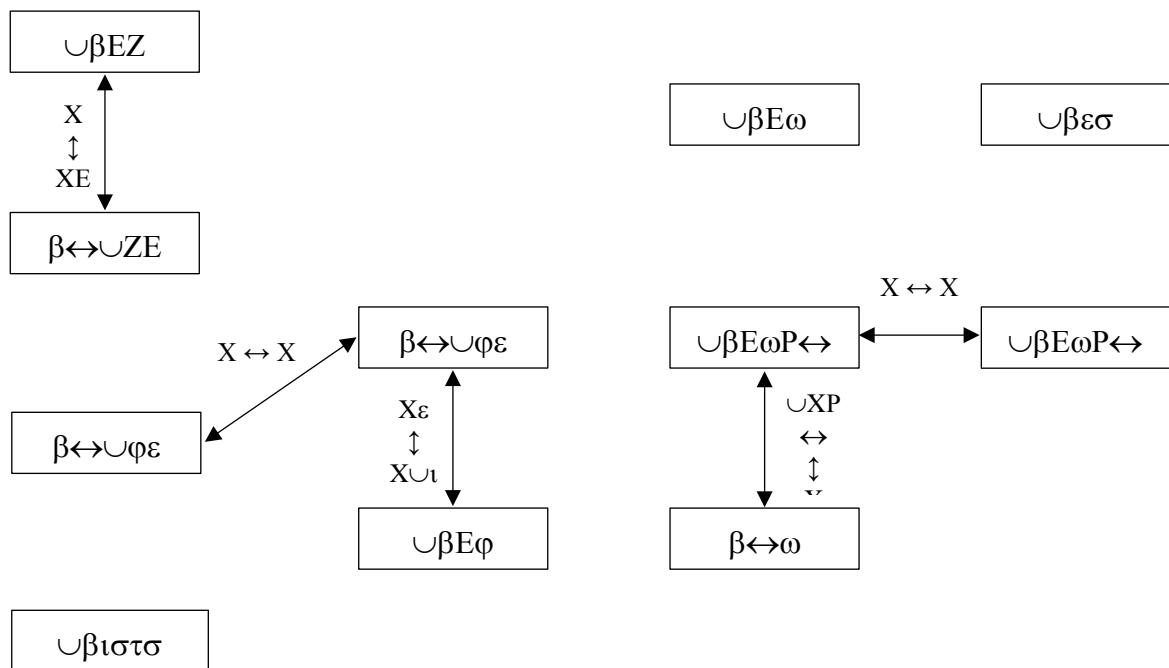 ∪βEZ
X
↕
XE
∪βEω
∪βεσ
β↔∪ZE
X ↔ X
X ↔ X
β↔∪φε
∪βEωP↔
∪βEωP↔
Xε
↕
X∪ι
∪XP
↔
↕
β↔∪φε
∪βEφ
β↔ω
∪βιστσ